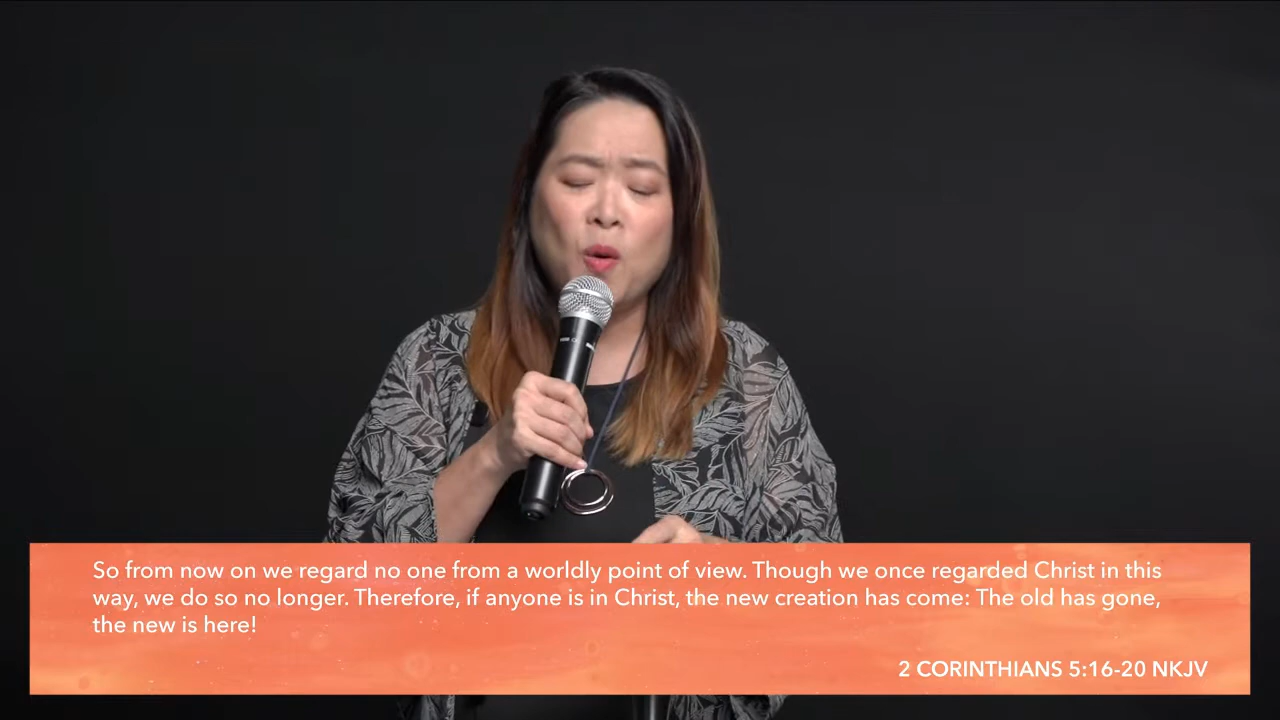 So from now on we regard no one from a worldly point of view. Though we once regarded Christ in this
way, we do so no longer. Therefore, if anyone is in Christ, the new creation has come: The old has gone,
the new is here!
2 CORINTHIANS 5:16-20 NKJV